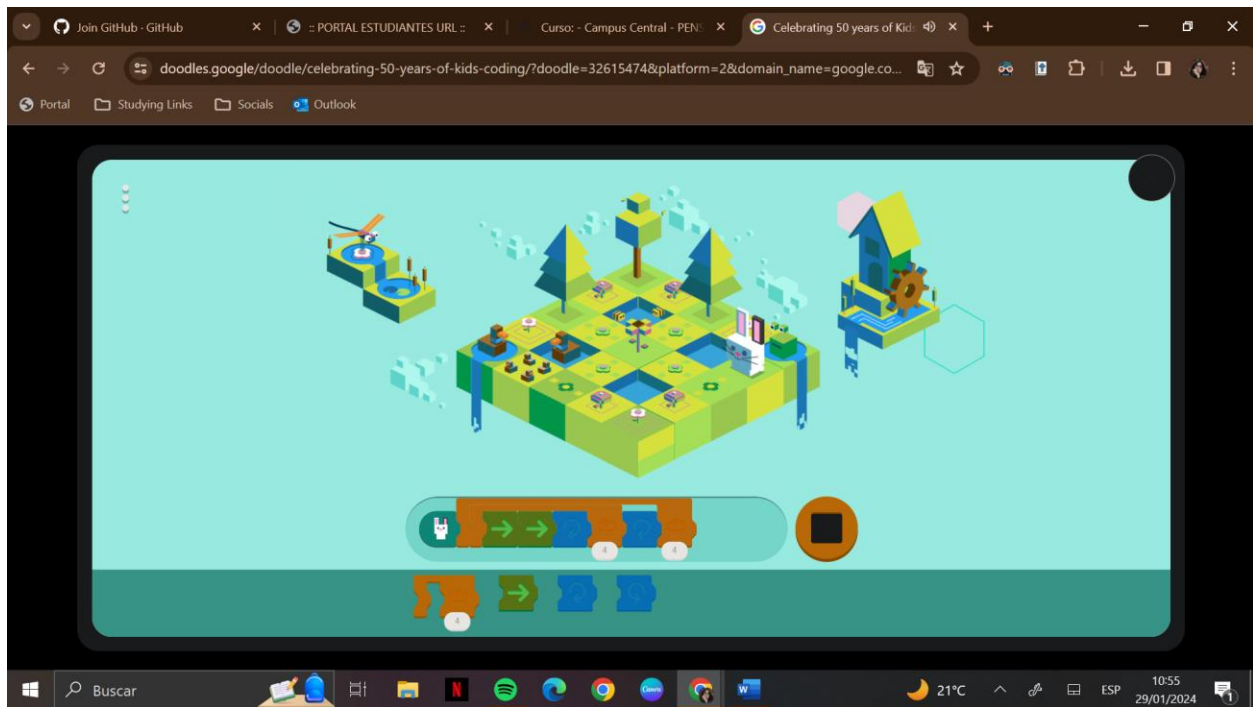 Join GitHub · GitHub
:: PORTAL ESTUDIANTES URL ::
Curso: - Campus Central - PENS
Celebrating 50 years of Kids
doodles.google/doodle/celebrating-50-years-of-kids-coding/?doodle=32615474&platform=2&domain_name=google.co...
Portal
Studying Links
Socials
Outlook
4
4
4
Buscar
21°C
ESP
10:55
29/01/2024
1